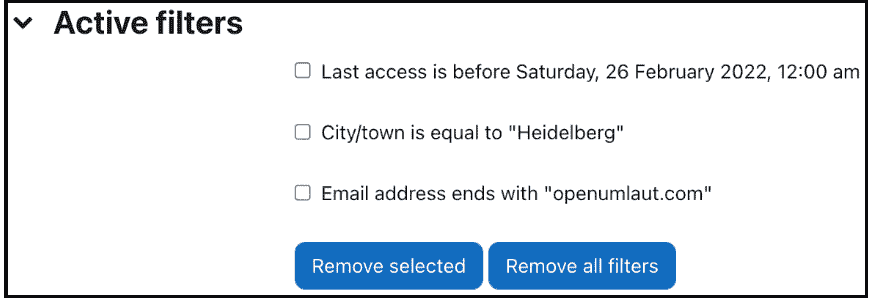 Active filters
Last access is before Saturday, 26 February 2022, 12:00 am
City/town is equal to "Heidelberg"
Email address ends with "openumlaut.com"
Remove selected Remove all filters